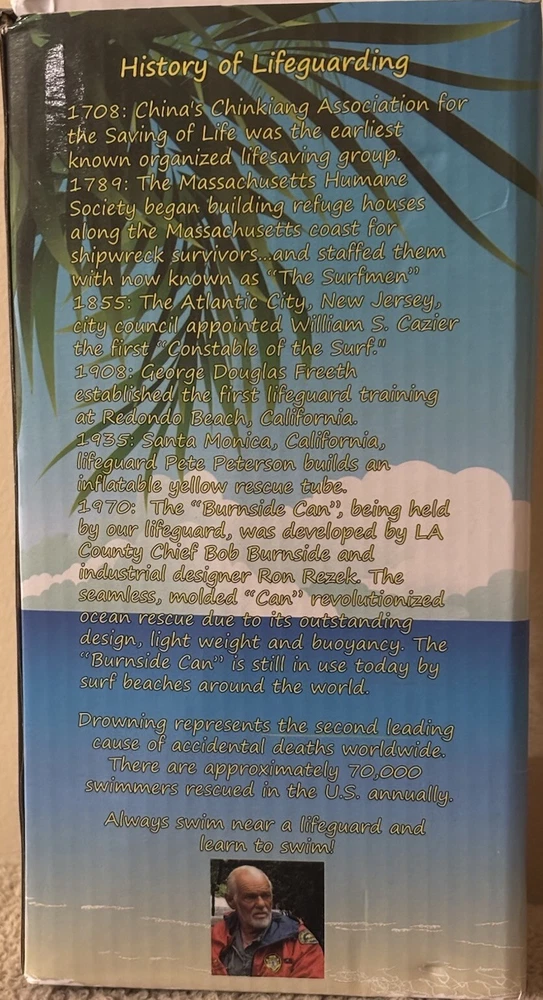 History of Lifeguarding
1708: China's Chinkiang Association for
the Saving of Life was the earliest
known organized lifesaving group.
1789: The Massachusetts Humane
Society began building refuge houses
along the Massachusetts coast for
shipwreck survivors...and staffed them
with now known as "The Surfmen"
1855: The Atlantic City, New Jersey,
city council appointed William S. Cazier
the first "Constable of the Surf."
1908: George Douglas Freeth
established the first lifeguard training
at Redondo Beach, California.
1935: Santa Monica, California,
lifeguard Pete Peterson builds an
inflatable yellow rescue tube.
1970: The "Burnside Can", being held
by our lifeguard, was developed by LA
County Chief Bob Burnside and
industrial designer Ron Rezek. The
seamless, molded "Can" revolutionized
ocean rescue due to its outstanding
design, light weight and buoyancy. The
"Burnside Can" is still in use today by
surf beaches around the world.
Drowning represents the second leading
cause of accidental deaths worldwide.
There are approximately 70,000
swimmers rescued in the U.S. annually.
Always swim near a lifeguard and
learn to swim!